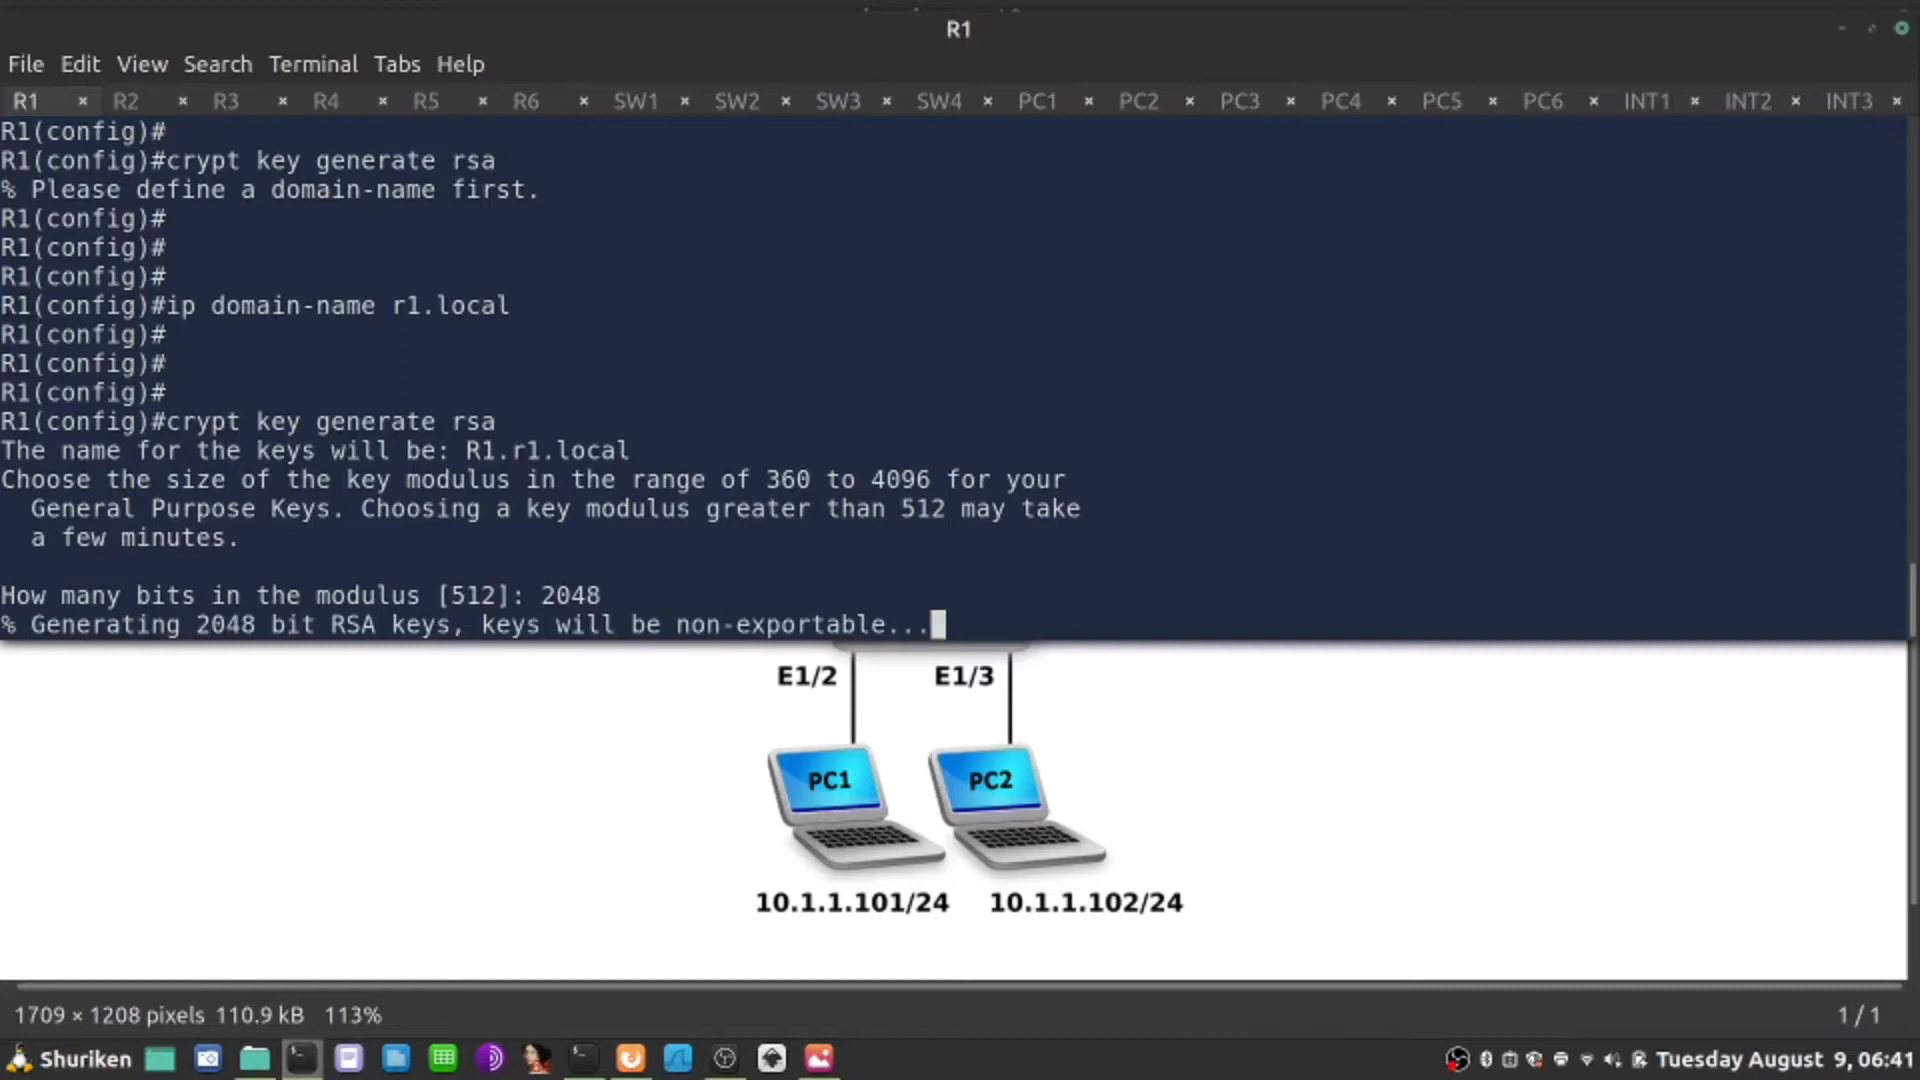 R1
File Edit View Search Terminal Tabs Help
R1 × R2 × R3 × R4 × R5 × R6 × SW1 × SW2 × SW3 × SW4 × PC1 × PC2 × PC3 × PC4 × PC5 × PC6 × INT1 × INT2 × INT3 ×
R1(config)#
R1(config)#crypt key generate rsa
% Please define a domain-name first.
R1(config)#
R1(config)#
R1(config)#
R1(config)#ip domain-name r1.local
R1(config)#
R1(config)#
R1(config)#
R1(config)#crypt key generate rsa
The name for the keys will be: R1.r1.local
Choose the size of the key modulus in the range of 360 to 4096 for your
General Purpose Keys. Choosing a key modulus greater than 512 may take
a few minutes.
How many bits in the modulus [512]: 2048
% Generating 2048 bit RSA keys, keys will be non-exportable...
E1/2 E1/3
PC1 PC2
10.1.1.101/24 10.1.1.102/24
1709 × 1208 pixels 110.9 kB 113% 1 / 1
Shuriken Tuesday August 9, 06:41